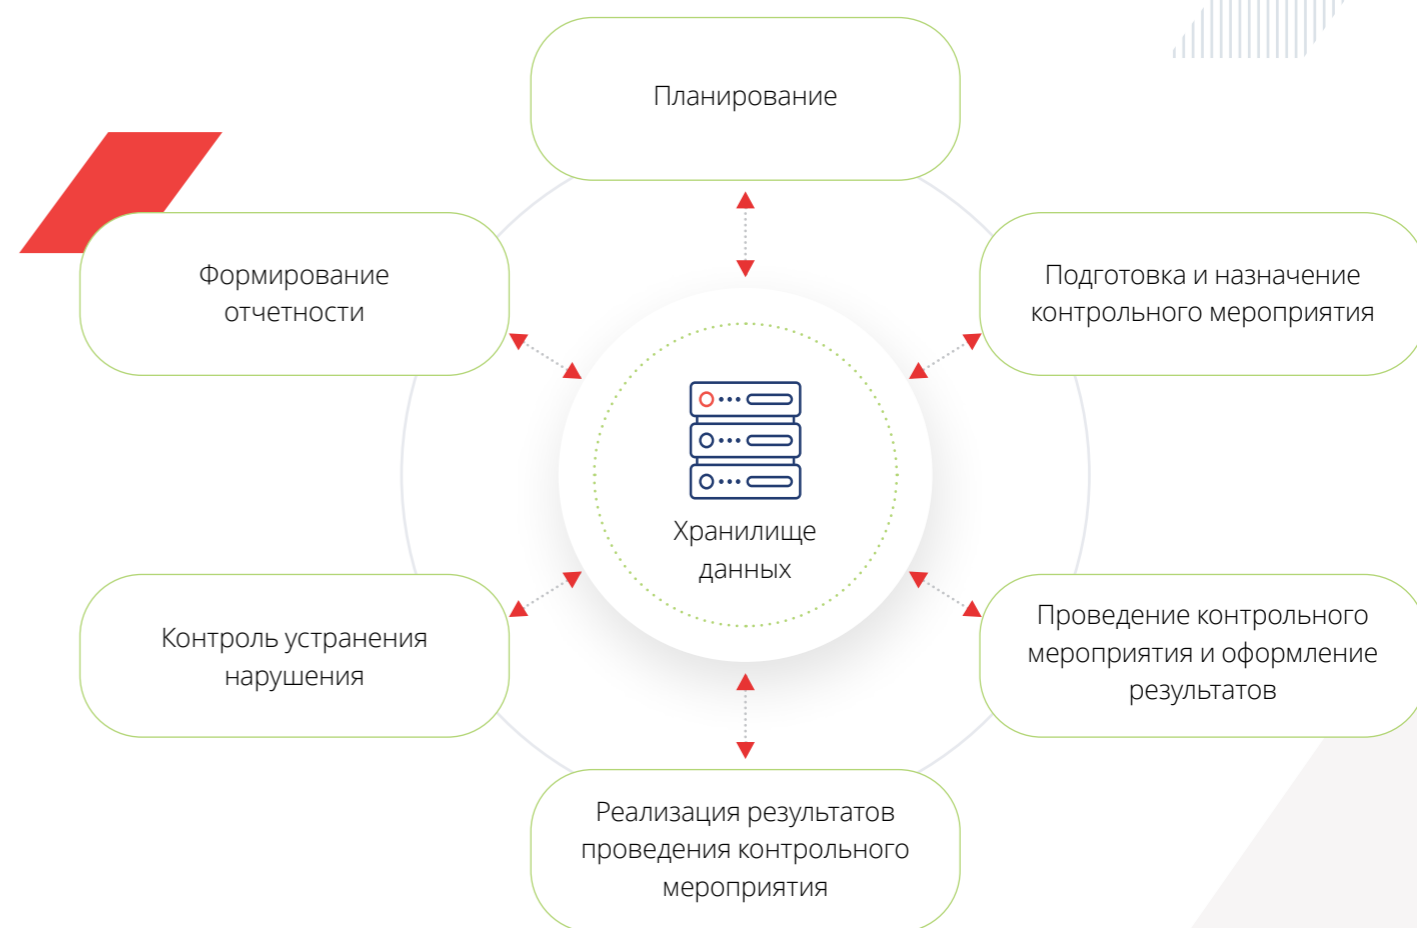 Планирование
Формирование
отчетности
Подготовка и назначение
контрольного мероприятия
Хранилище
данных
Контроль устранения
нарушения
Проведение контрольного
мероприятия и оформление
результатов
Реализация результатов
проведения контрольного
мероприятия